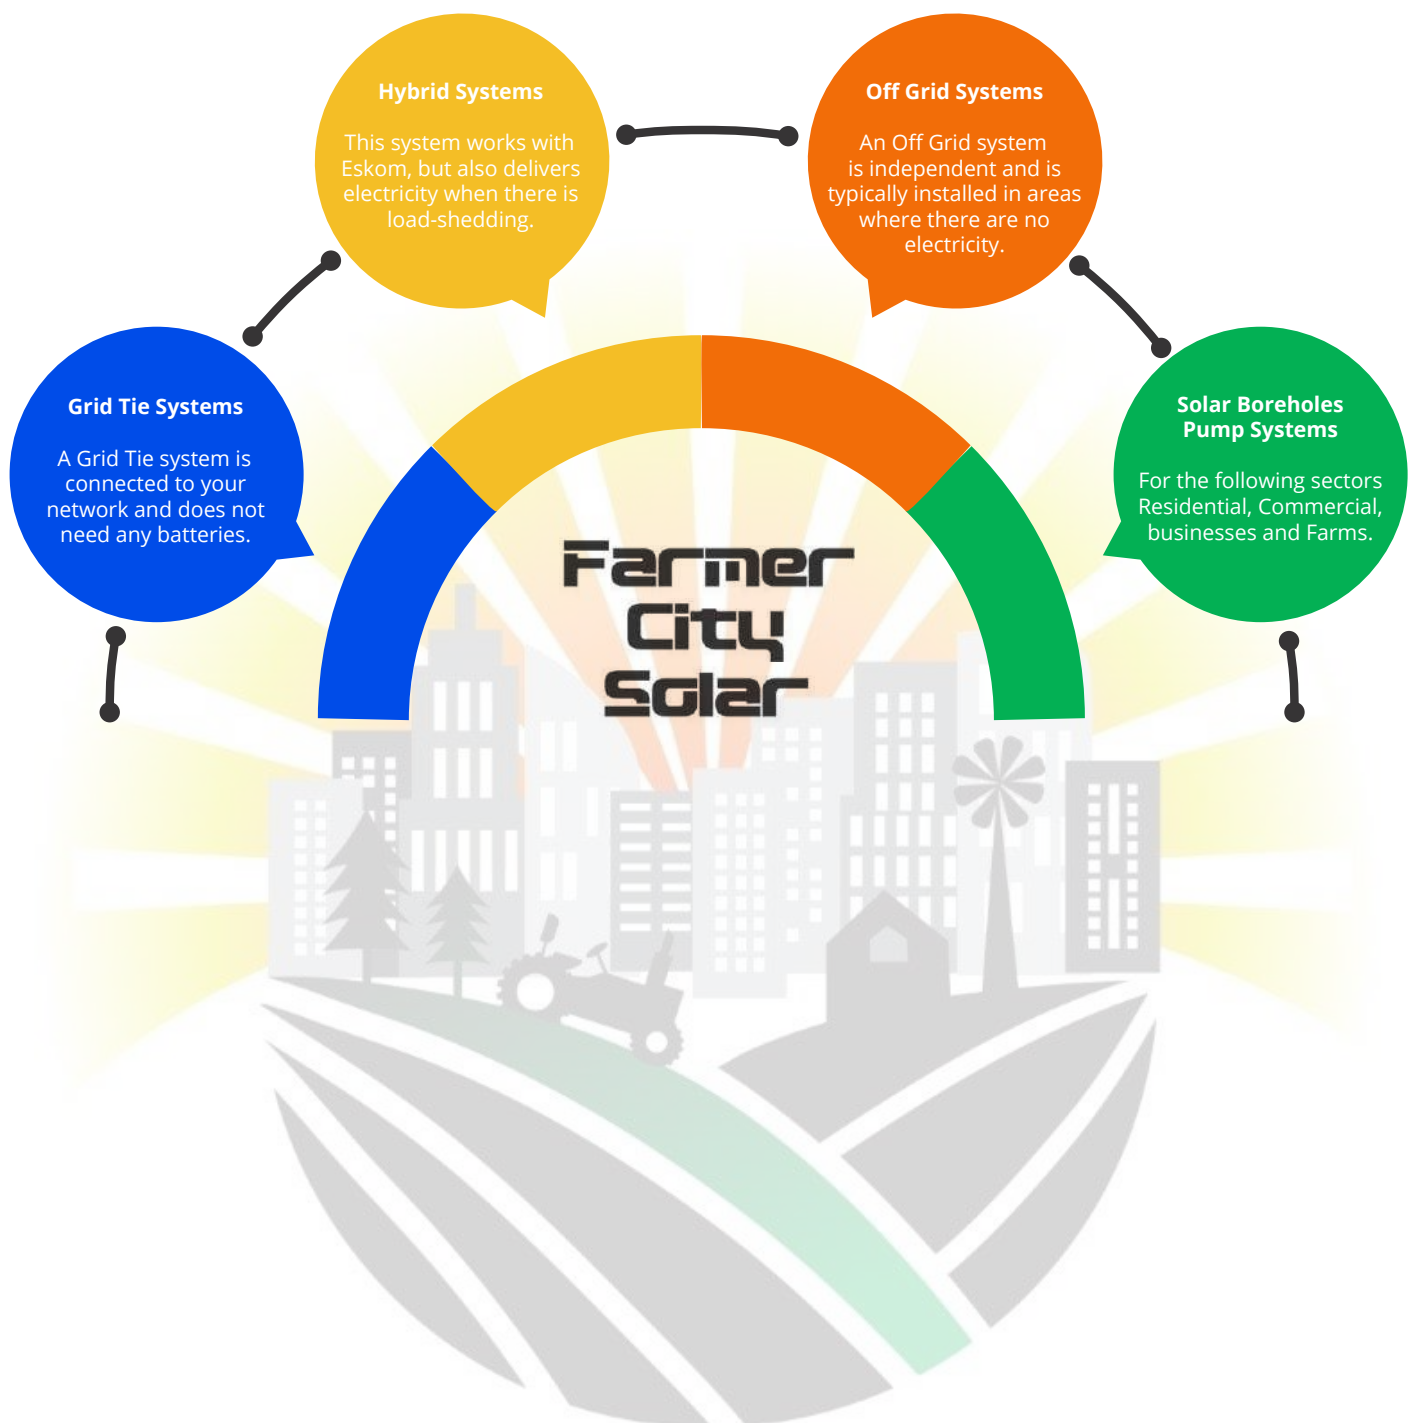 Hybrid Systems
This system works with
Eskom, but also delivers
electricity when there is
load-shedding.
Off Grid Systems
An Off Grid system
is independent and is
typically installed in areas
where there are no
electricity.
Grid Tie Systems
A Grid Tie system is
connected to your
network and does not
need any batteries.
Solar Boreholes
Pump Systems
For the following sectors
Residential, Commercial,
businesses and Farms.
Farmer
City
Solar